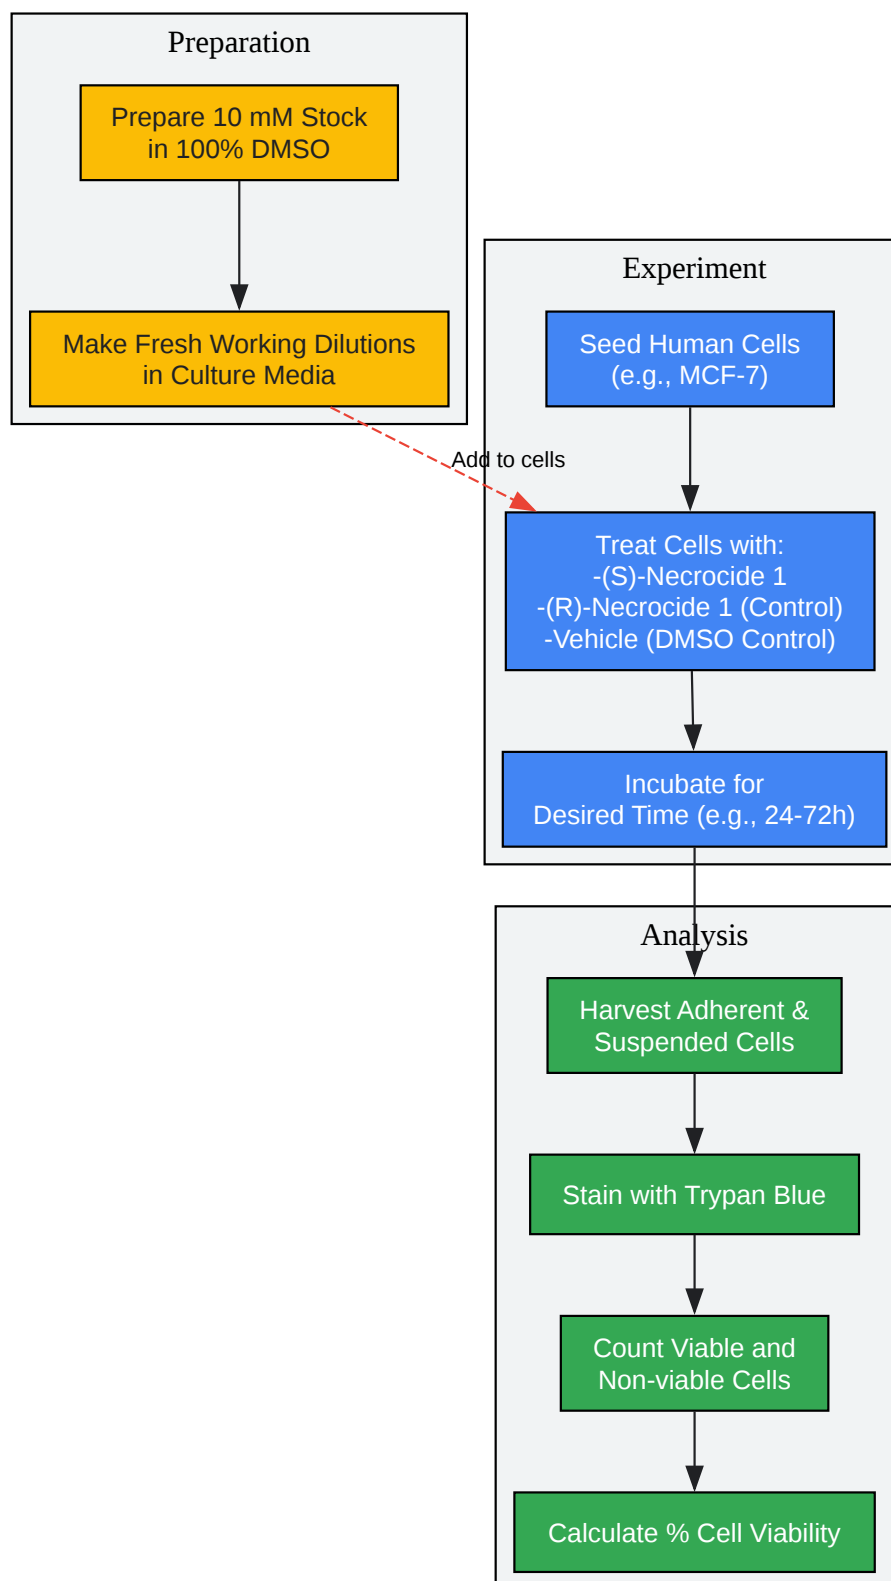 Preparation
Prepare 10 mM Stock
in 100% DMSO
Make Fresh Working Dilutions
in Culture Media
Add to cells
Experiment
Seed Human Cells
(e.g., MCF-7)
Treat Cells with:
-(S)-Necrocide 1
-(R)-Necrocide 1 (Control)
-Vehicle (DMSO Control)
Incubate for
Desired Time (e.g., 24-72h)
Analysis
Harvest Adherent &
Suspended Cells
Stain with Trypan Blue
Count Viable and
Non-viable Cells
Calculate % Cell Viability